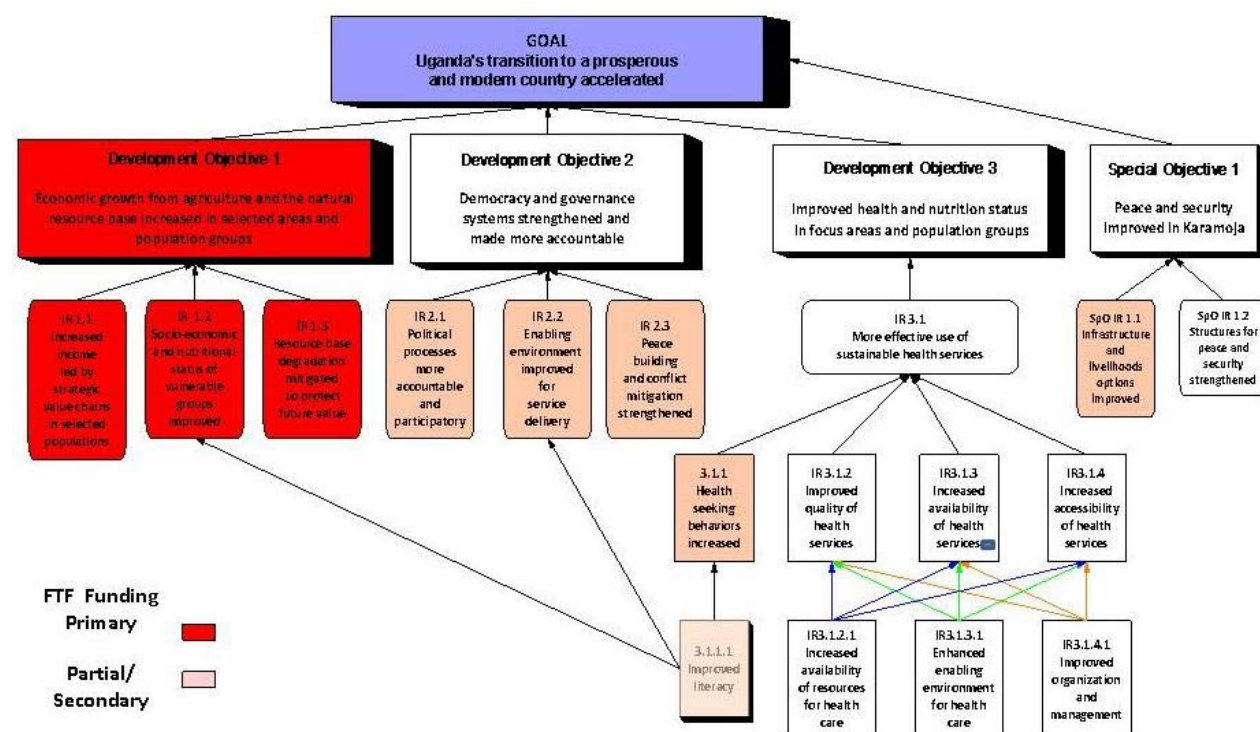 GOAL
Uganda's transition to a prosperous
and modern country accelerated
Development Objective 1
Economic growth from agriculture and the natural
resource base increased in selected areas and
population groups
Development Objective 2
Democracy and governance
systems strengthened and
made more accountable
Development Objective 3
Improved health and nutrition status
in focus areas and population groups
Special Objective 1
Peace and security
Improved in Karamoja
IR 1.1
Increased
income
led by
strategic
value chains
in selected
populations
IR 1.2
Socio-economic
and nutritional
status of
vulnerable
groups
improved
IR 1.3
Resource base
degradation
mitigated
to protect
future value
IR 2.1
Political
processes
more
accountable
and
participatory
IR 2.2
Enabling
environment
improved
for
service
delivery
IR 2.3
Peace
building
and conflict
mitigation
strengthened
IR 3.1
More effective use of
sustainable health services
SpO IR 1.1
Infrastructure
and
livelihoods
options
Improved
SpO IR 1.2
Structures for
peace and
security
strengthened
3.1.1
Health
seeking
behaviors
increased
IR3.1.2
Improved
quality of
health
services
IR3.1.3
Increased
availability
of health
services
IR3.1.4
Increased
accessibility
of health
services
3.1.1.1
Improved
literacy
IR3.1.2.1
Increased
availability
of resources
for health
care
IR3.1.3.1
Enhanced
enabling
environment
for health
care
IR3.1.4.1
Improved
organization
and
management
FTF Funding
Primary
Partial/
Secondary